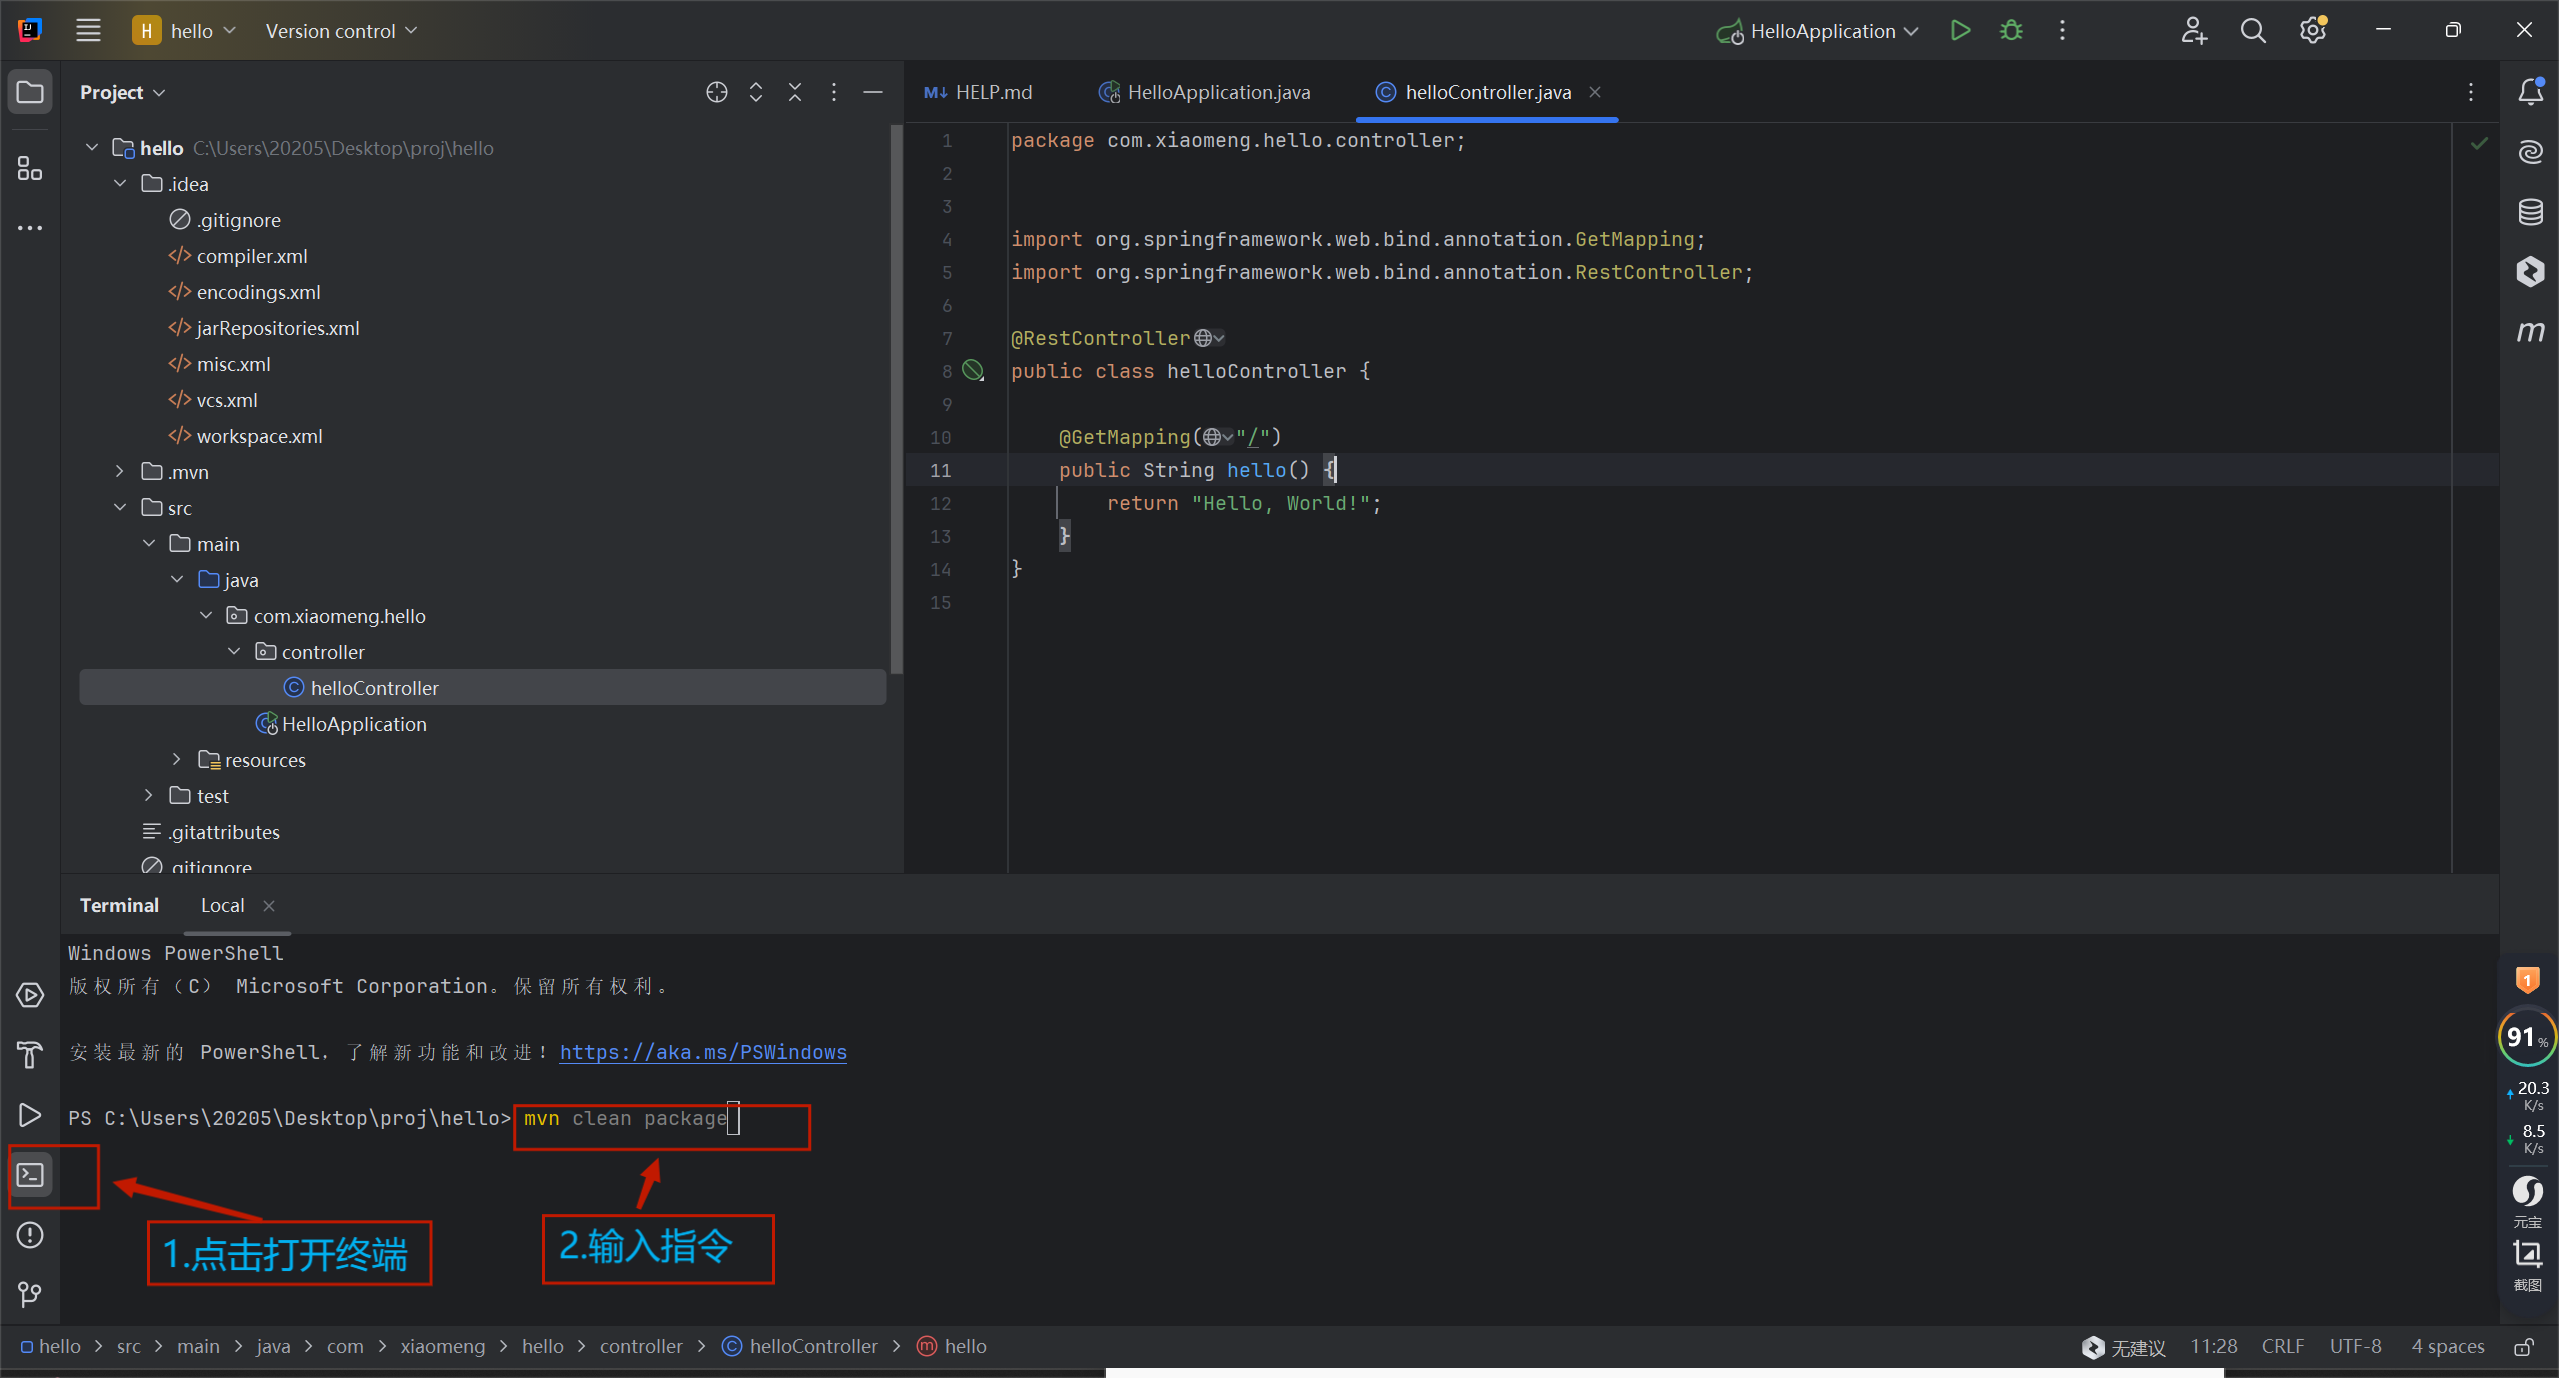 H hello Version control HelloApplication
Project
hello C:\Users\20205\Desktop\proj\hello
.idea
.gitignore
compiler.xml
encodings.xml
jarRepositories.xml
misc.xml
vcs.xml
workspace.xml
.mvn
src
main
java
com.xiaomeng.hello
controller
helloController
HelloApplication
resources
test
.gitattributes
.gitignore
M↓ HELP.md HelloApplication.java helloController.java
1 package com.xiaomeng.hello.controller;
2
3
4 import org.springframework.web.bind.annotation.GetMapping;
5 import org.springframework.web.bind.annotation.RestController;
6
7 @RestController
8 public class helloController {
9
10 @GetMapping("/")
11 public String hello() {
12 return "Hello, World!";
13 }
14 }
15
Terminal Local
Windows PowerShell
版权所有（C） Microsoft Corporation。保留所有权利。
安装最新的 PowerShell，了解新功能和改进！https://aka.ms/PSWindows
PS C:\Users\20205\Desktop\proj\hello> mvn clean package
1.点击打开终端
2.输入指令
1
91%
20.3
K/s
8.5
K/s
元宝
截图
hello > src > main > java > com > xiaomeng > hello > controller > helloController > hello
无建议 11:28 CRLF UTF-8 4 spaces